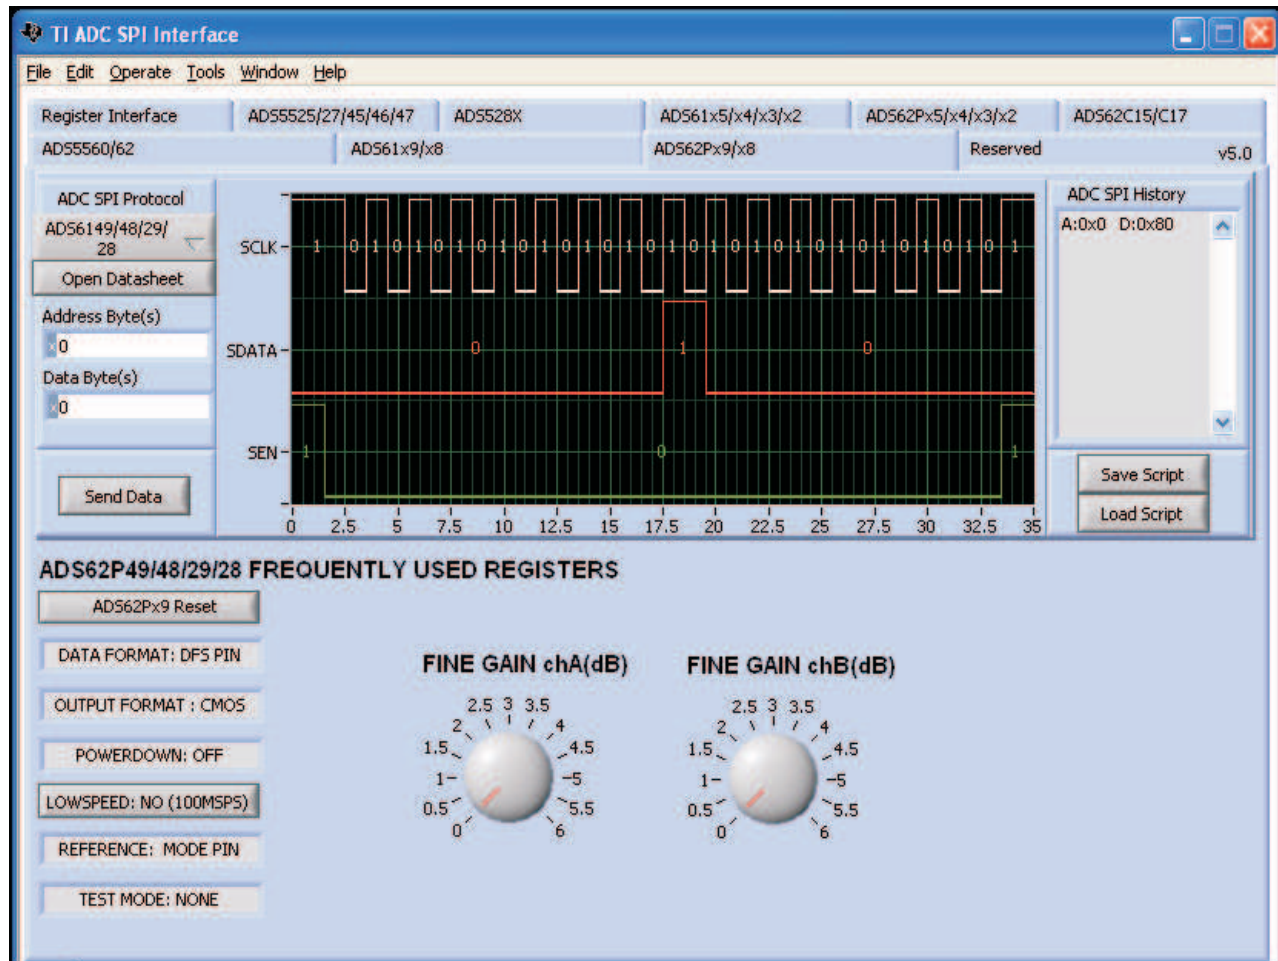 TI ADC SPI Interface
File Edit Operate Tools Window Help
Register Interface ADS5525/27/45/46/47 ADS528X ADS61x5/x4/x3/x2 ADS62Px5/x4/x3/x2 ADS62C15/C17
ADS5560/62 ADS61x9/x8 ADS62Px9/x8 Reserved v5.0
ADC SPI Protocol
ADS6149/48/29/
28
Open Datasheet
Address Byte(s)
x0
Data Byte(s)
x0
Send Data
SCLK 1 0 1 0 1 0 1 0 1 0 1 0 1 0 1 0 1 0 1 0 1 0 1 0 1 0 1 0 1 0 1 0 1
SDATA 0 1 0
SEN 1 0 1
0 2.5 5 7.5 10 12.5 15 17.5 20 22.5 25 27.5 30 32.5 35
ADC SPI History
A:0x0 D:0x80
Save Script
Load Script
ADS62P49/48/29/28 FREQUENTLY USED REGISTERS
ADS62Px9 Reset
DATA FORMAT: DFS PIN
OUTPUT FORMAT : CMOS
POWERDOWN: OFF
LOWSPEED: NO (100MSPS)
REFERENCE: MODE PIN
TEST MODE: NONE
FINE GAIN chA(dB)
0 0.5 1 1.5 2 2.5 3 3.5 4 4.5 5 5.5 6
FINE GAIN chB(dB)
0 0.5 1 1.5 2 2.5 3 3.5 4 4.5 5 5.5 6